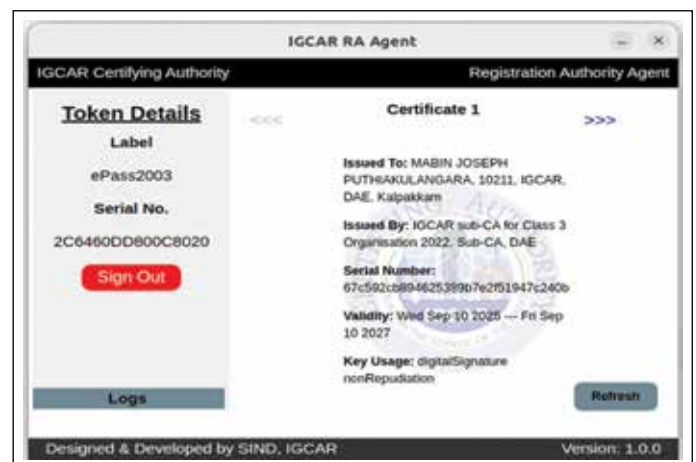 IGCAR RA Agent
IGCAR Certifying Authority
Registration Authority Agent
Token Details
Label
ePass2003
Serial No.
2C6460DD800C8020
Sign Out
Logs
<<<
Certificate 1
>>>
Issued To: MABIN JOSEPH
PUTHIAKULANGARA, 10211, IGCAR,
DAE, Kalpakkam
Issued By: IGCAR sub-CA for Class 3
Organisation 2022, Sub-CA, DAE
Serial Number:
Validity: Wed Sep 10 2025 --- Fri Sep
10 2027
Key Usage: digitalSignature
nonRepudiation
Refresh
Designed & Developed by SIND, IGCAR
Version: 1.0.0